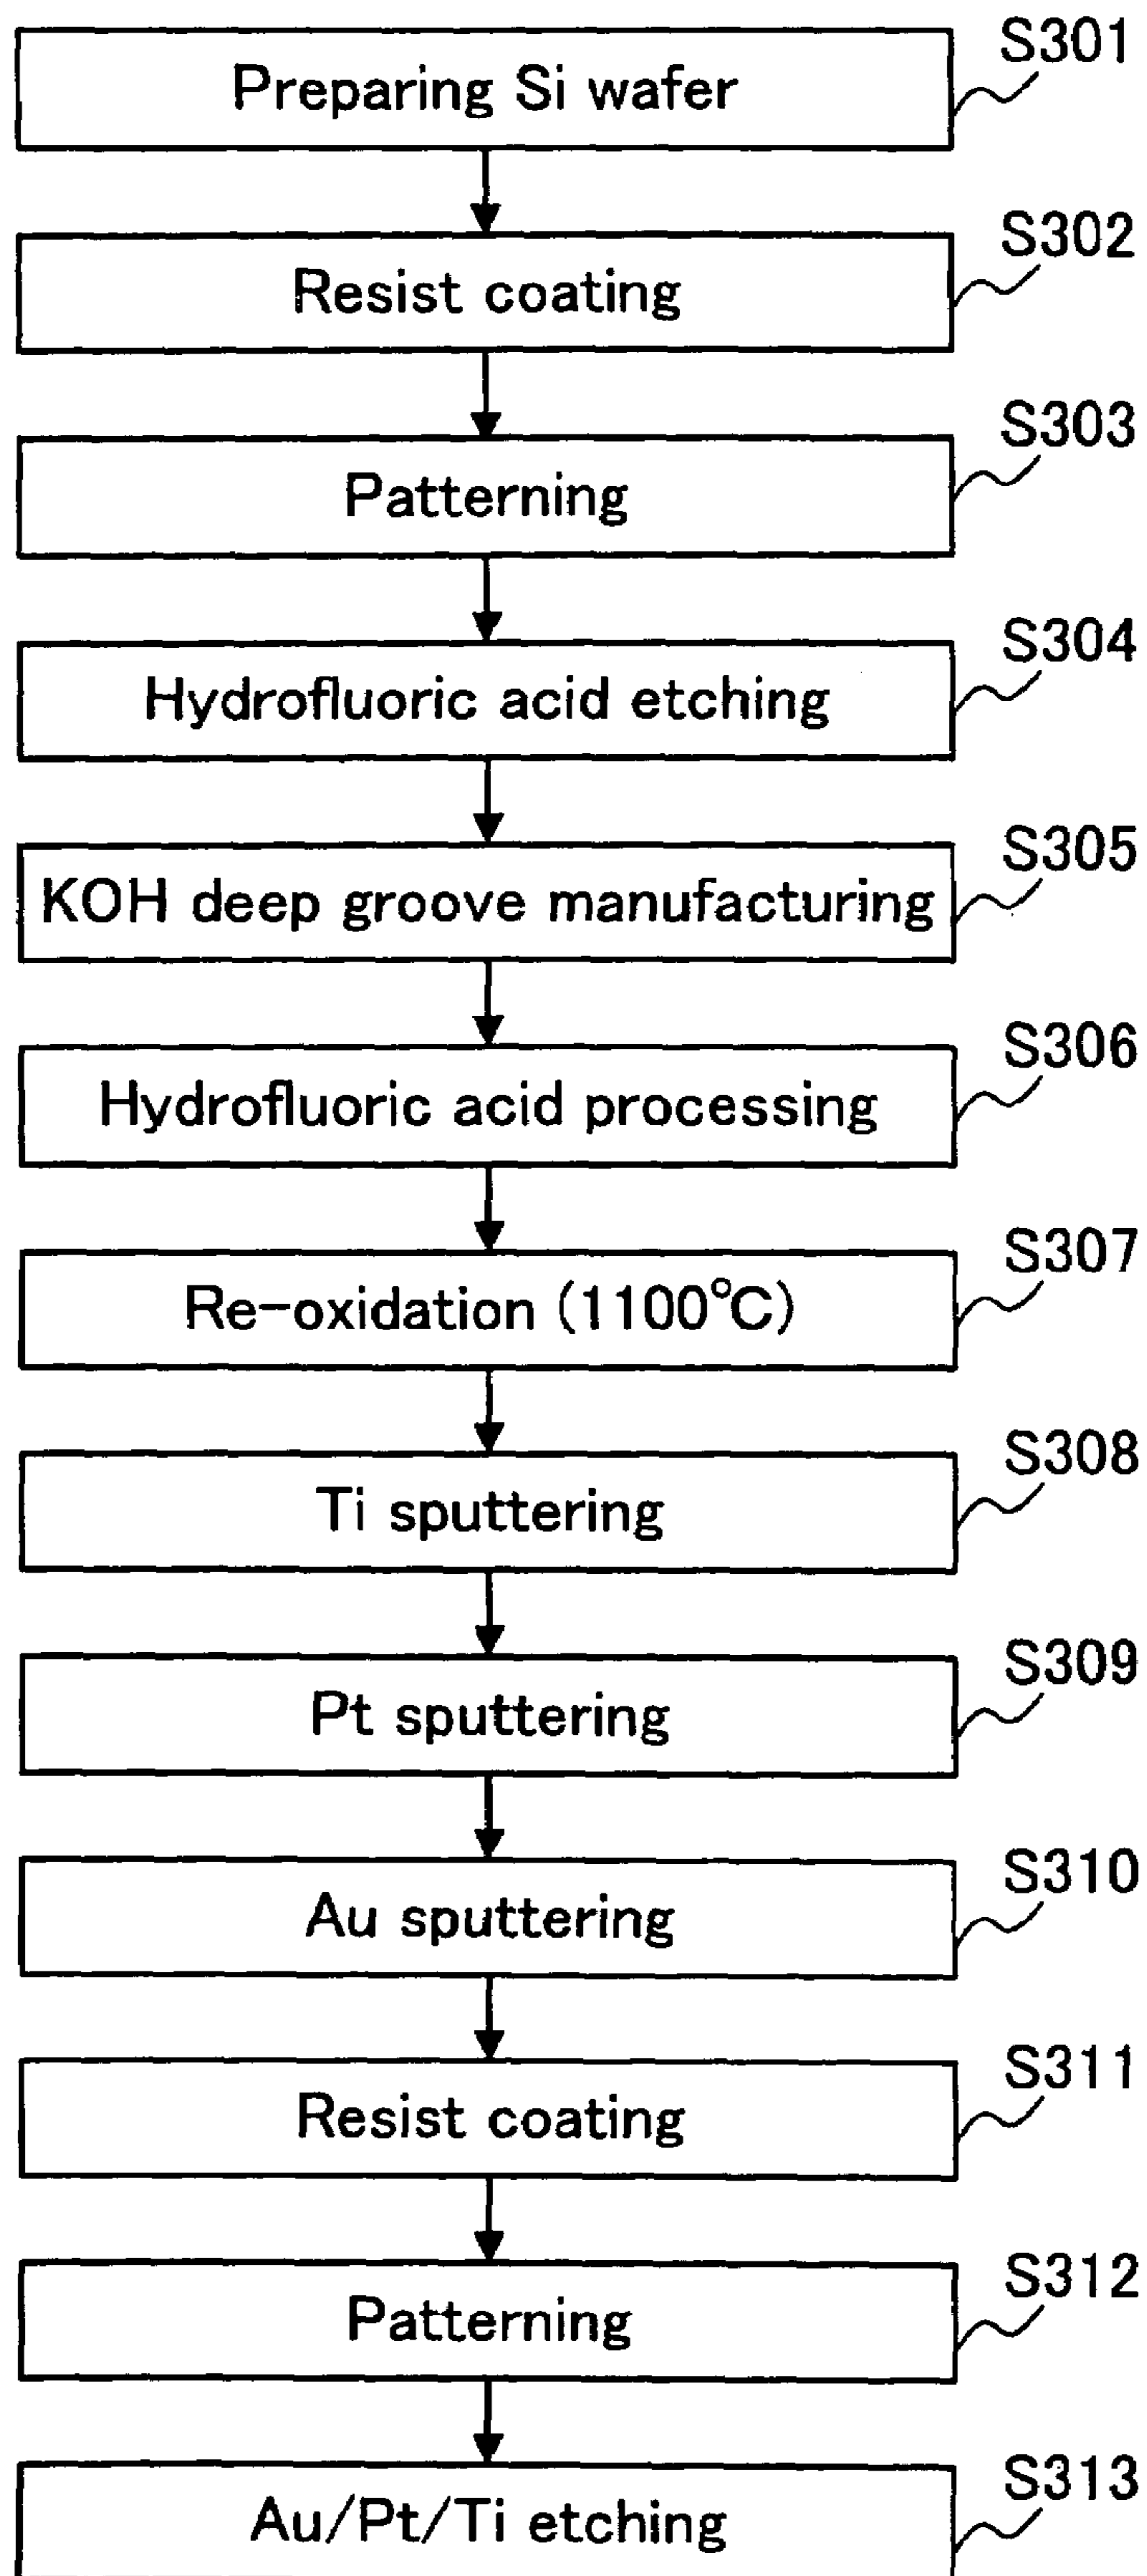 S301
Preparing Si wafer
S302
Resist coating
S303
Patterning
S304
Hydrofluoric acid etching
S305
KOH deep groove manufacturing
S306
Hydrofluoric acid processing
S307
Re-oxidation (1100℃)
S308
Ti sputtering
S309
Pt sputtering
S310
Au sputtering
S311
Resist coating
S312
Patterning
S313
Au/Pt/Ti etching